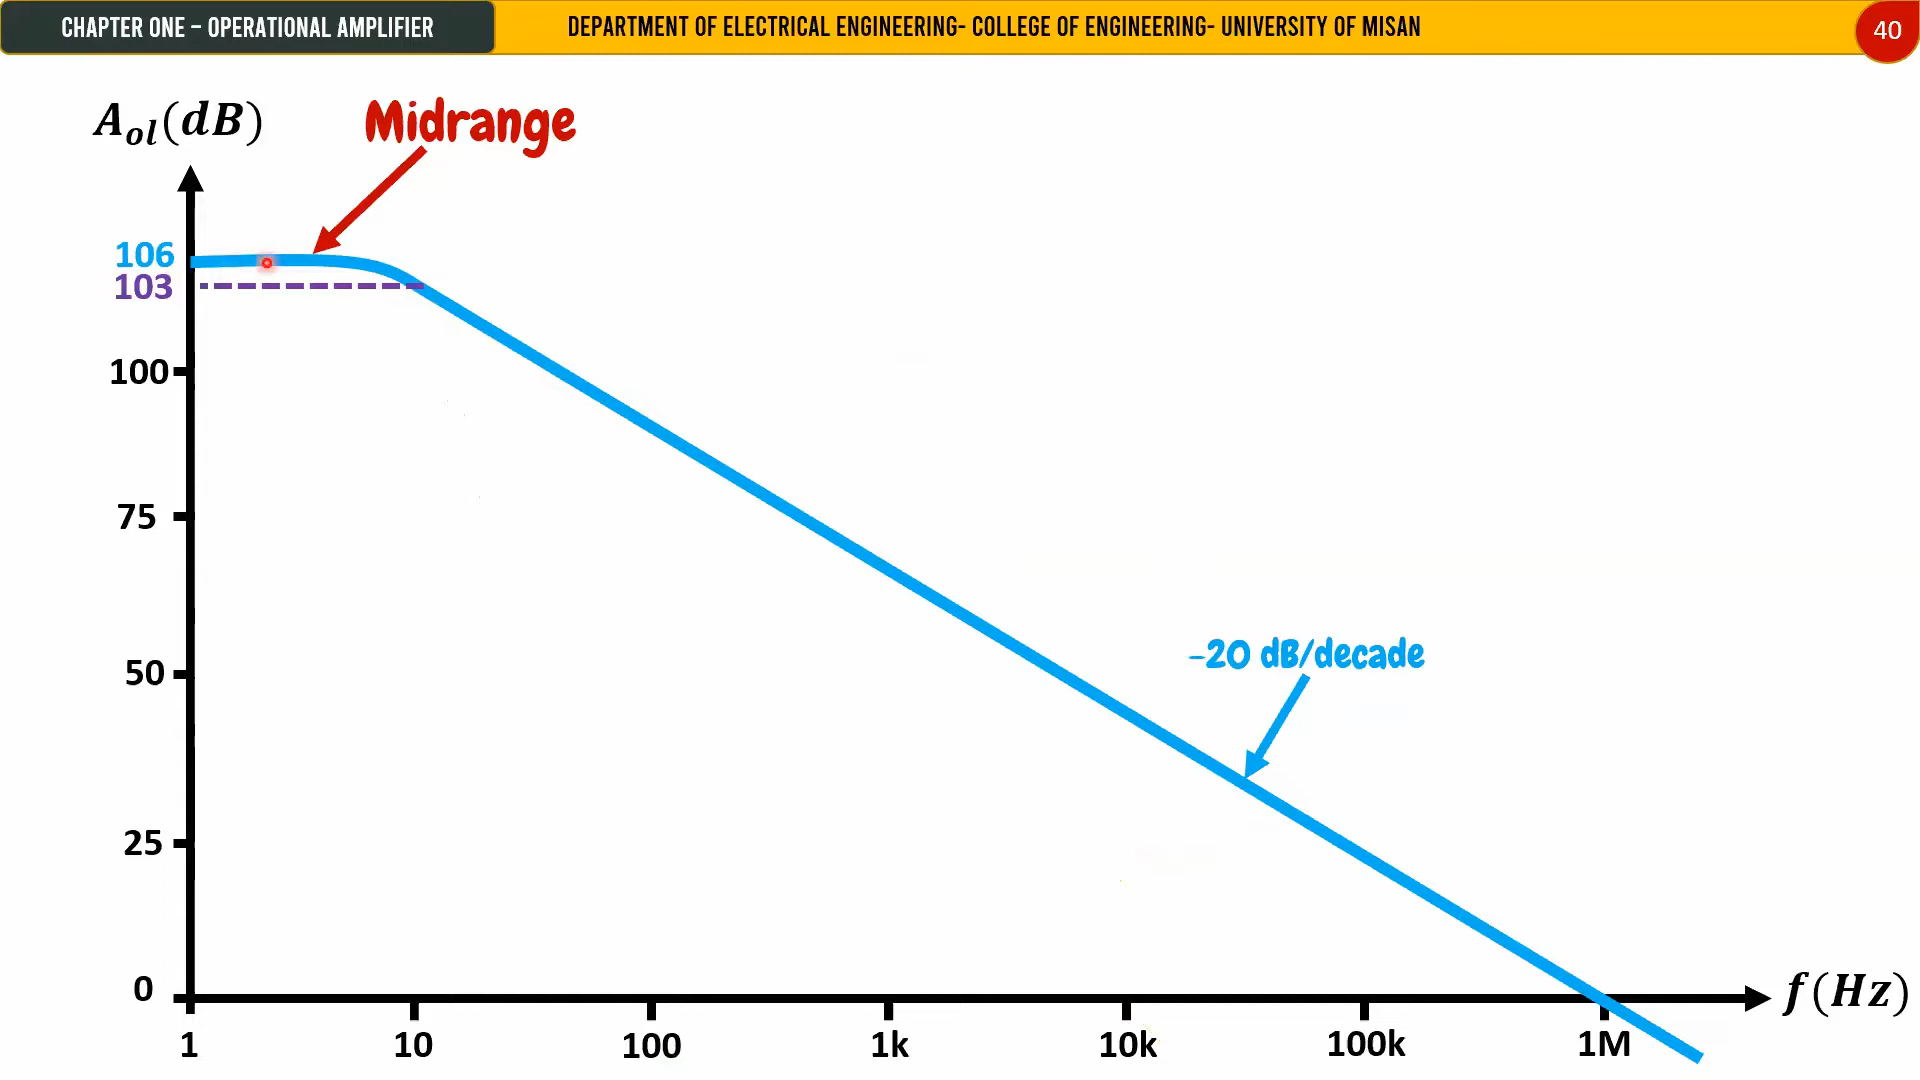 CHAPTER ONE – OPERATIONAL AMPLIFIER
DEPARTMENT OF ELECTRICAL ENGINEERING- COLLEGE OF ENGINEERING- UNIVERSITY OF MISAN
40
A_ol(dB)
Midrange
106
103
100
75
50
-20 dB/decade
25
0
f(Hz)
1 10 100 1k 10k 100k 1M